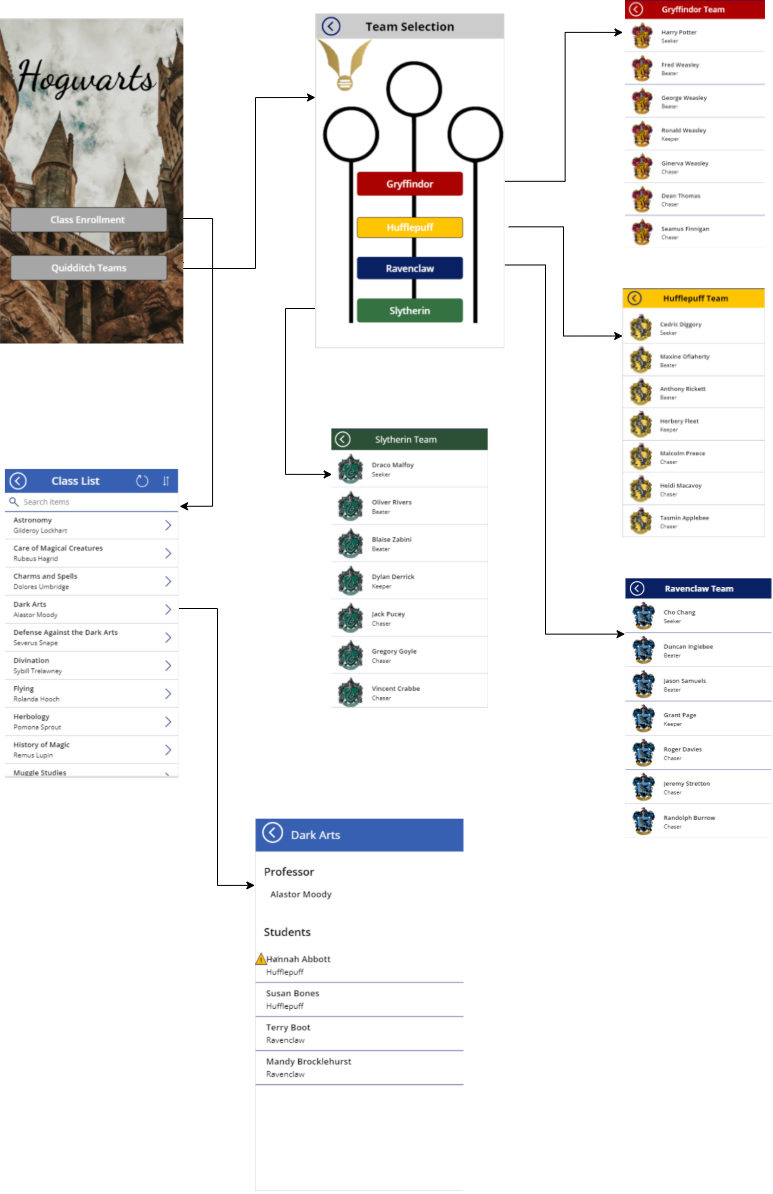 Hogwarts
Class Enrollment
Quidditch Teams
Team Selection
Gryffindor
Hufflepuff
Ravenclaw
Slytherin
Gryffindor Team
Harry Potter
Seeker
Fred Weasley
Beater
George Weasley
Beater
Ronald Weasley
Keeper
Ginerva Weasley
Chaser
Dean Thomas
Chaser
Seamus Finnigan
Chaser
Hufflepuff Team
Cedric Diggory
Seeker
Maxine Oflaherty
Beater
Anthony Rickett
Beater
Herbery Fleet
Keeper
Malcolm Preece
Chaser
Heidi Macavoy
Chaser
Tasmin Applebee
Chaser
Slytherin Team
Draco Malfoy
Seeker
Oliver Rivers
Beater
Blaise Zabini
Beater
Dylan Derrick
Keeper
Jack Pucey
Chaser
Gregory Goyle
Chaser
Vincent Crabbe
Chaser
Class List
Search items
Astronomy
Gilderoy Lockhart
Care of Magical Creatures
Rubeus Hagrid
Charms and Spells
Dolores Umbridge
Dark Arts
Alastor Moody
Defense Against the Dark Arts
Severus Snape
Divination
Sybill Trelawney
Flying
Rolanda Hooch
Herbology
Pomona Sprout
History of Magic
Remus Lupin
Muggle Studies
Ravenclaw Team
Cho Chang
Seeker
Duncan Inglebee
Beater
Jason Samuels
Beater
Grant Page
Keeper
Roger Davies
Chaser
Jeremy Stretton
Chaser
Randolph Burrow
Chaser
Dark Arts
Professor
Alastor Moody
Students
Hannah Abbott
Hufflepuff
Susan Bones
Hufflepuff
Terry Boot
Ravenclaw
Mandy Brocklehurst
Ravenclaw